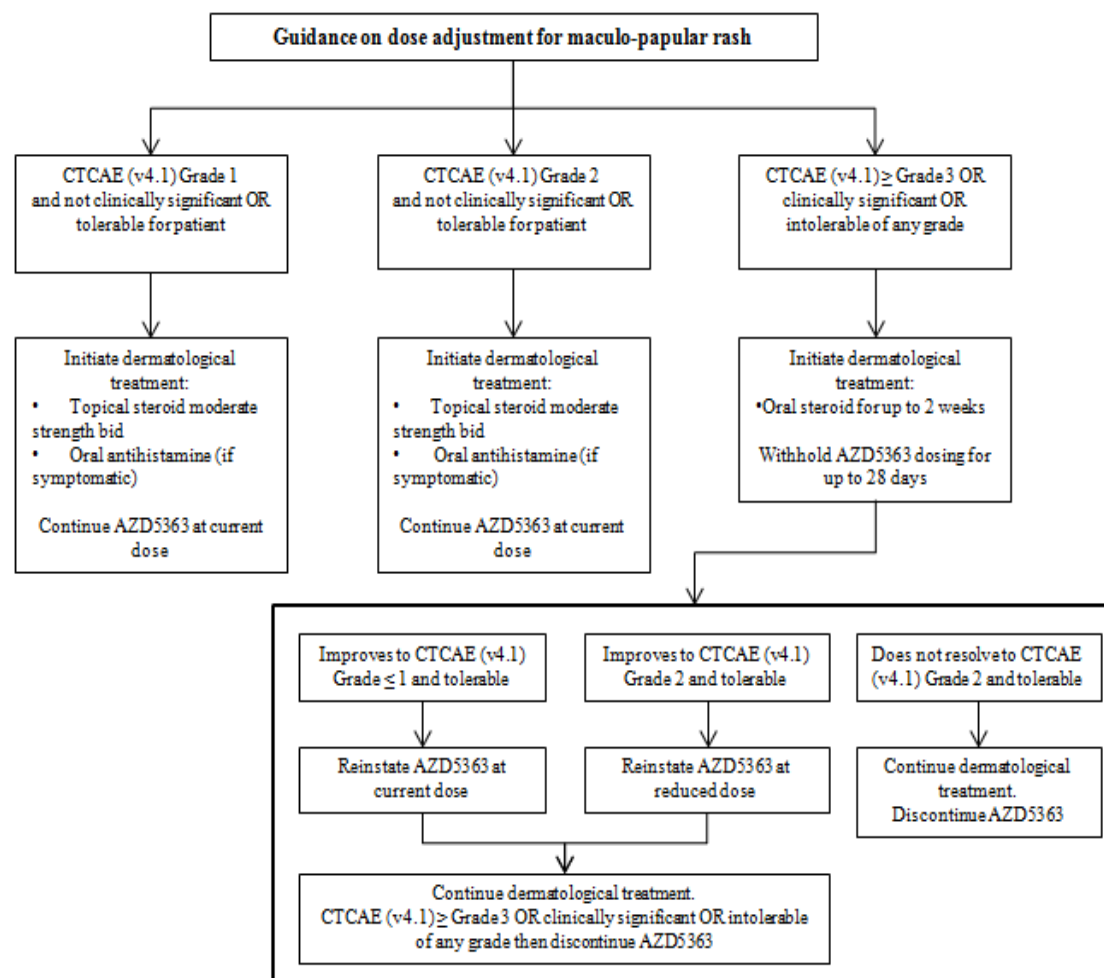 Guidance on dose adjustment for maculo-papular rash
CTCAE (v4.1) Grade 1
and not clinically significant OR
tolerable for patient
CTCAE (v4.1) Grade 2
and not clinically significant OR
tolerable for patient
CTCAE (v4.1) ≥ Grade 3 OR
clinically significant OR
intolerable of any grade
Initiate dermatological
treatment:
• Topical steroid moderate
strength bid
• Oral antihistamine (if
symptomatic)
Continue AZD5363 at current
dose
Initiate dermatological
treatment:
• Topical steroid moderate
strength bid
• Oral antihistamine (if
symptomatic)
Continue AZD5363 at current
dose
Initiate dermatological
treatment:
•Oral steroid for up to 2 weeks
Withhold AZD5363 dosing for
up to 28 days
Improves to CTCAE (v4.1)
Grade ≤ 1 and tolerable
Improves to CTCAE (v4.1)
Grade 2 and tolerable
Does not resolve to CTCAE
(v4.1) Grade 2 and tolerable
Reinstate AZD5363 at
current dose
Reinstate AZD5363 at
reduced dose
Continue dermatological
treatment.
Discontinue AZD5363
Continue dermatological treatment.
CTCAE (v4.1) ≥ Grade 3 OR clinically significant OR intolerable
of any grade then discontinue AZD5363